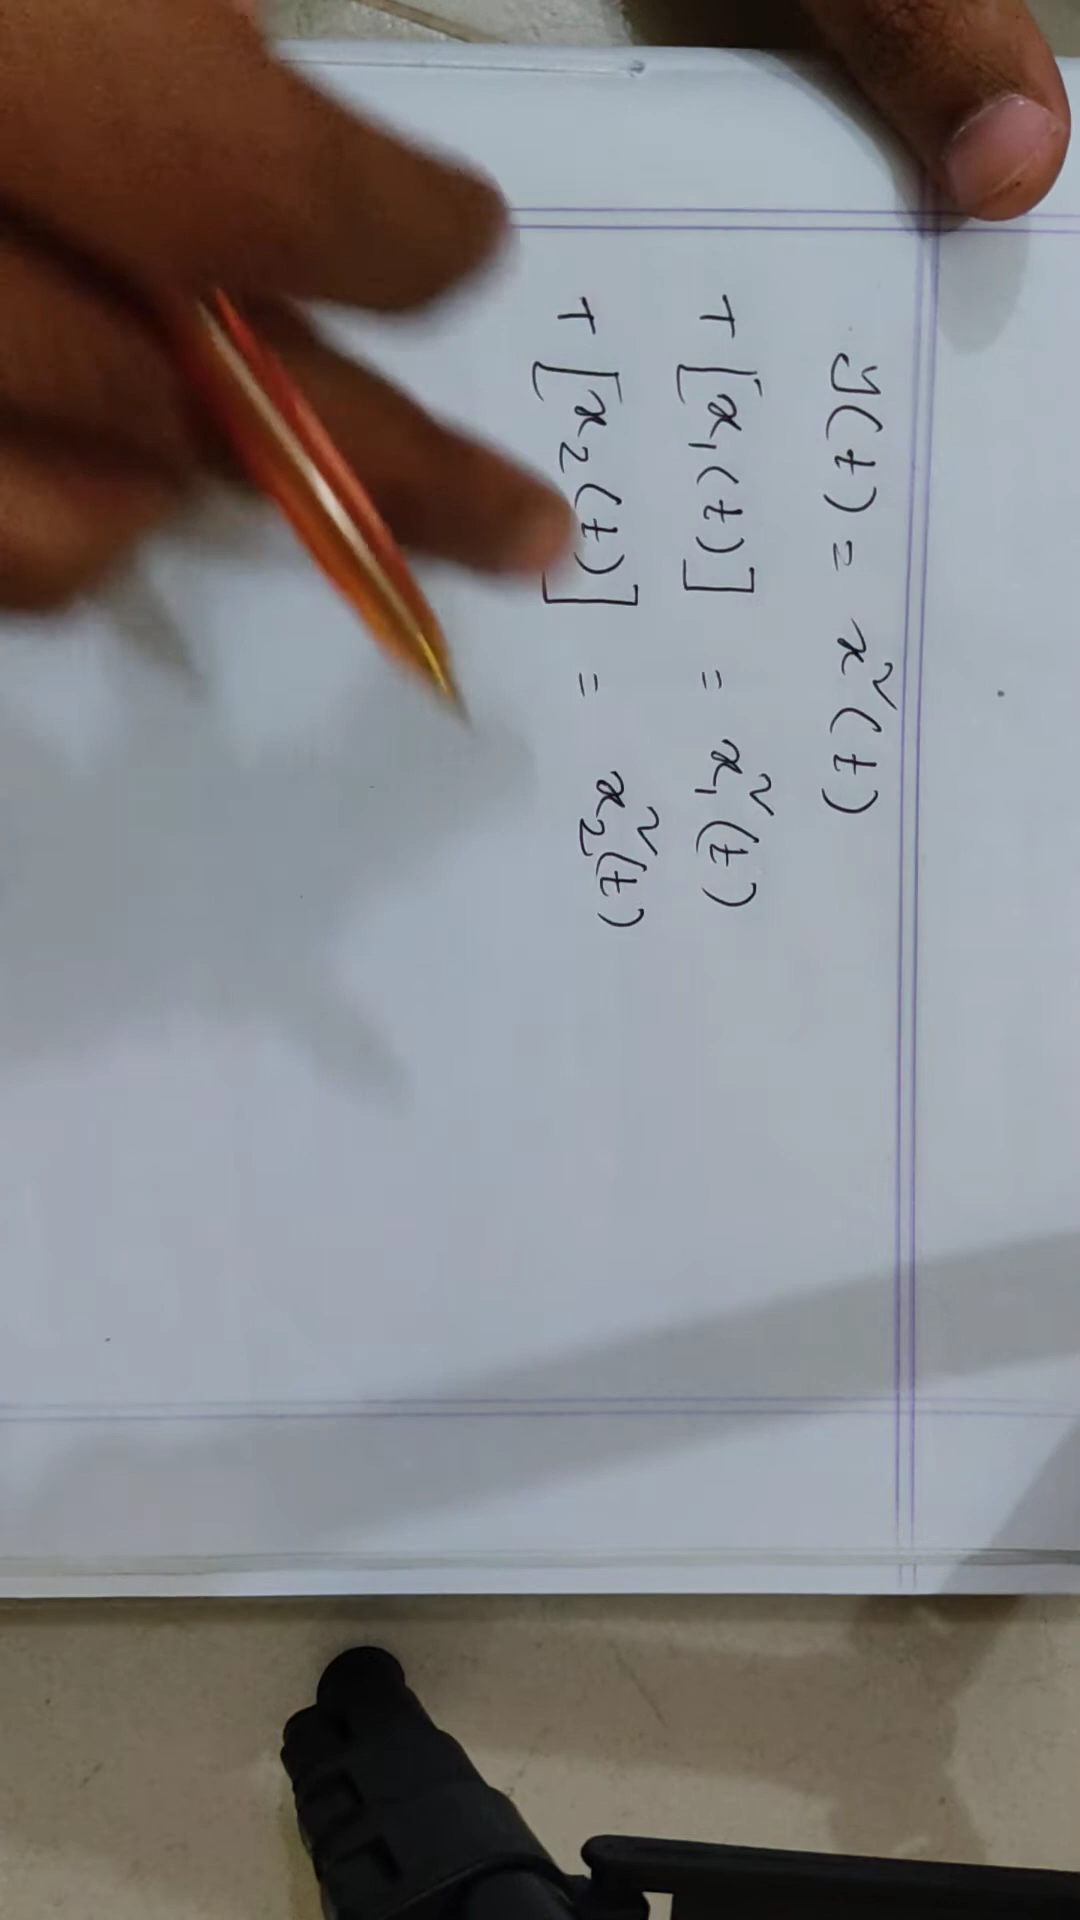 y(t) = x²(t)
T [x₁(t)] = x₁²(t)
T [x₂(t)] = x₂²(t)